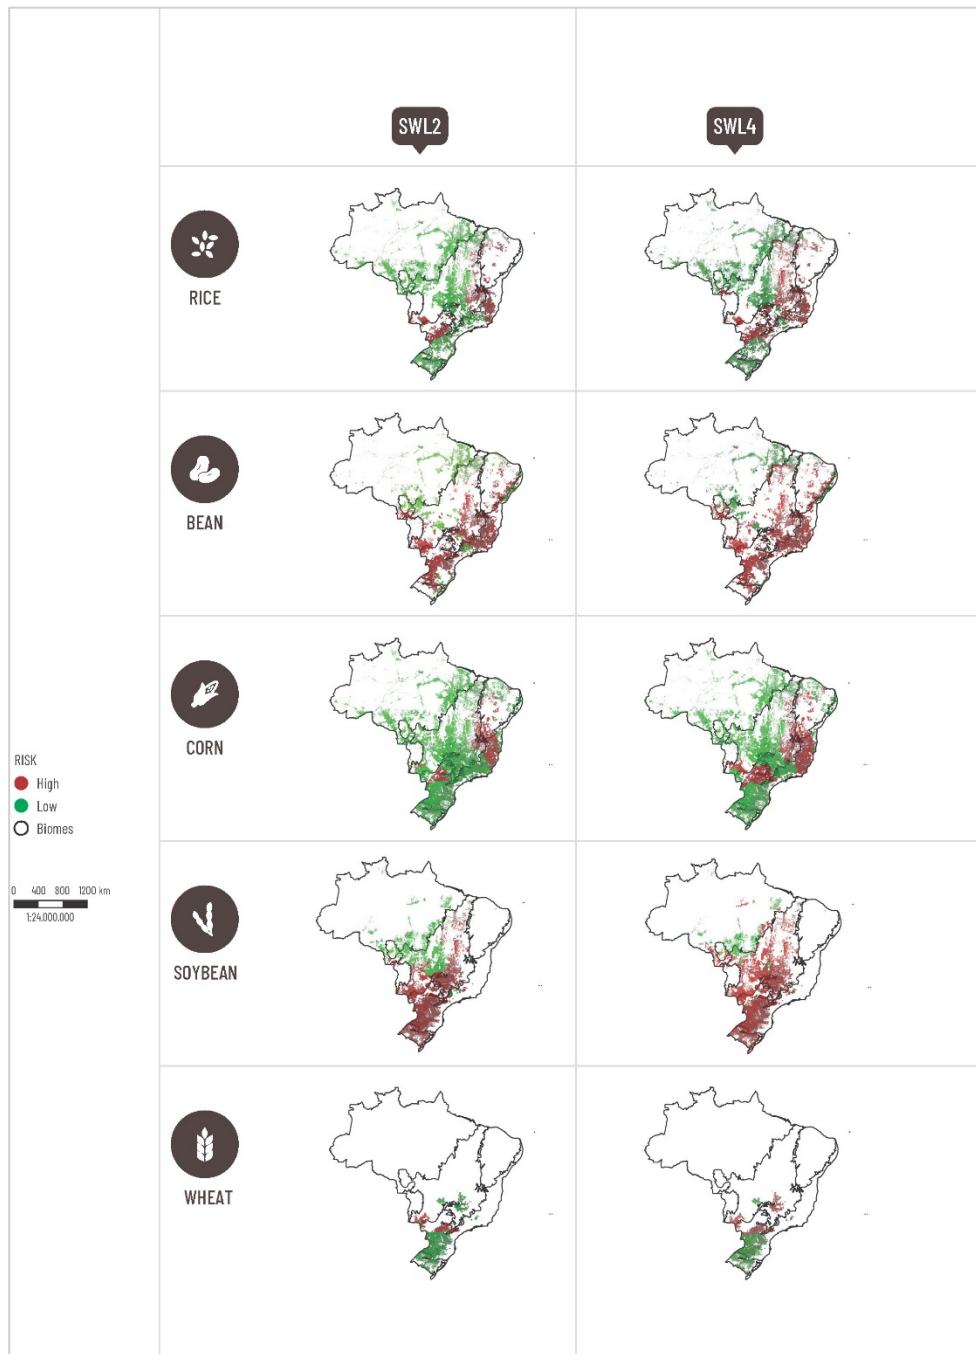 SWL2
SWL4
RICE
BEAN
CORN
RISK
High
Low
Biomes
0 400 800 1200 km
1:24.000.000
SOYBEAN
WHEAT